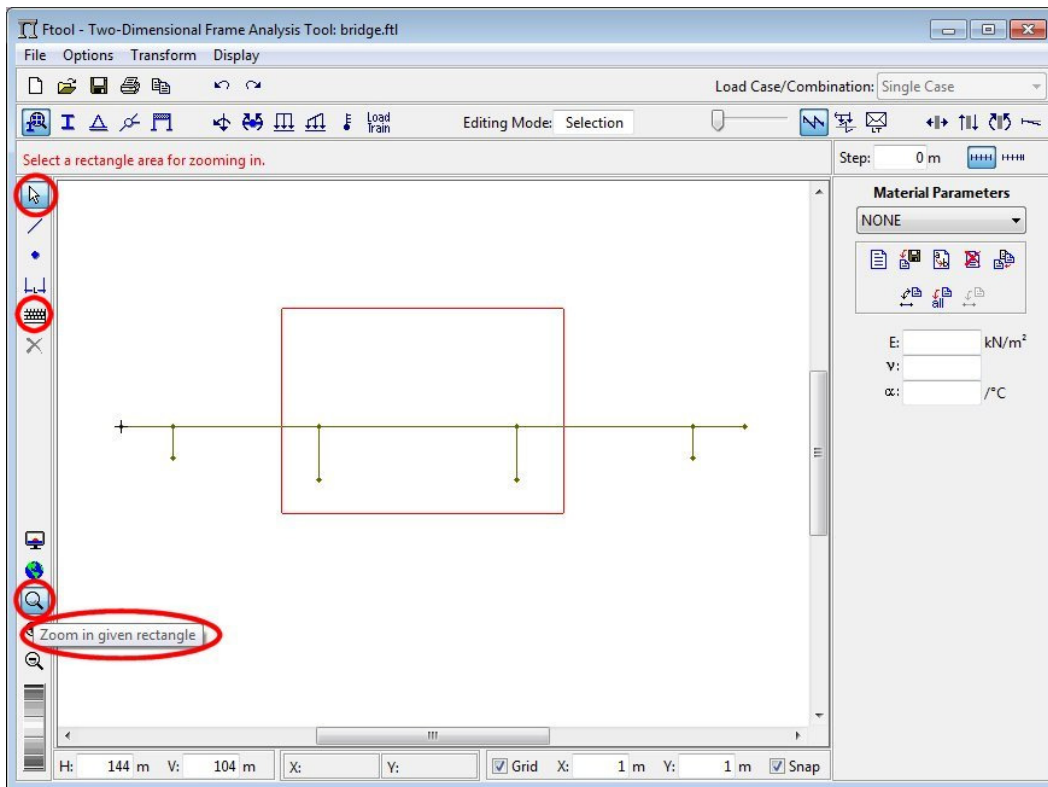 Ftool - Two-Dimensional Frame Analysis Tool: bridge.ftl
File Options Transform Display
Load Case/Combination: Single Case
Load Train
Editing Mode: Selection
Select a rectangle area for zooming in.
Step: 0 m
Material Parameters
NONE
all
E: kN/m²
ν:
α: /°C
Zoom in given rectangle
H: 144 m V: 104 m X: Y: Grid X: 1 m Y: 1 m Snap